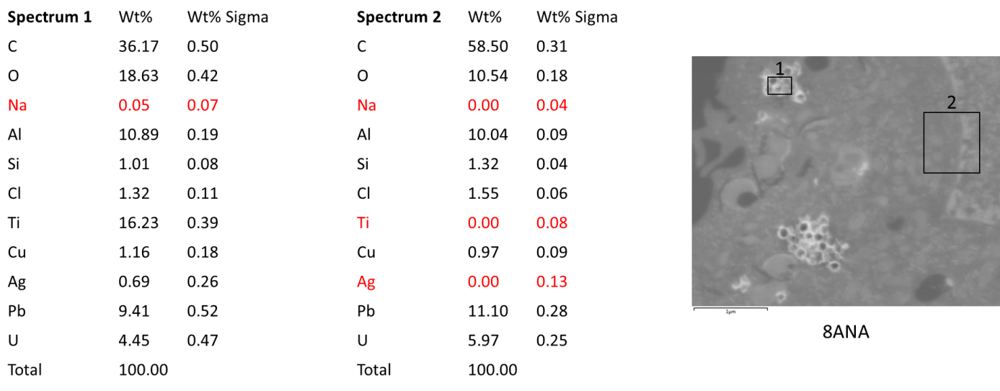 Spectrum 1 Wt% Wt% Sigma
C 36.17 0.50
O 18.63 0.42
Na 0.05 0.07
Al 10.89 0.19
Si 1.01 0.08
Cl 1.32 0.11
Ti 16.23 0.39
Cu 1.16 0.18
Ag 0.69 0.26
Pb 9.41 0.52
U 4.45 0.47
Total 100.00
Spectrum 2 Wt% Wt% Sigma
C 58.50 0.31
O 10.54 0.18
Na 0.00 0.04
Al 10.04 0.09
Si 1.32 0.04
Cl 1.55 0.06
Ti 0.00 0.08
Cu 0.97 0.09
Ag 0.00 0.13
Pb 11.10 0.28
U 5.97 0.25
Total 100.00
1
2
1µm
8ANA